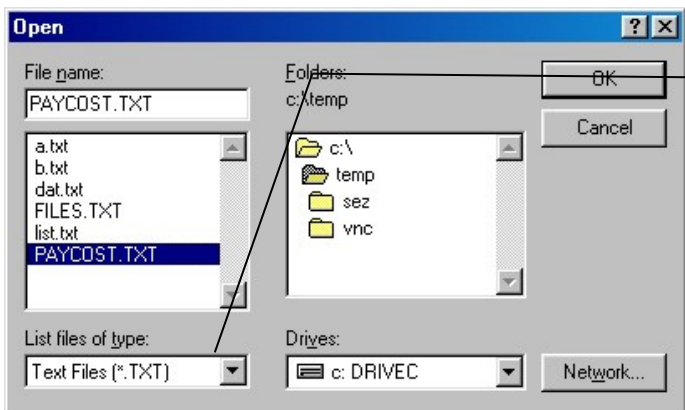 Open
File name:
PAYCOST.TXT
a.txt
b.txt
dat.txt
FILES.TXT
list.txt
PAYCOST.TXT
List files of type:
Text Files (*.TXT)
Folders:
c:\temp
c:\
temp
sez
vnc
Drives:
c: DRIVEC
OK
Cancel
Network...